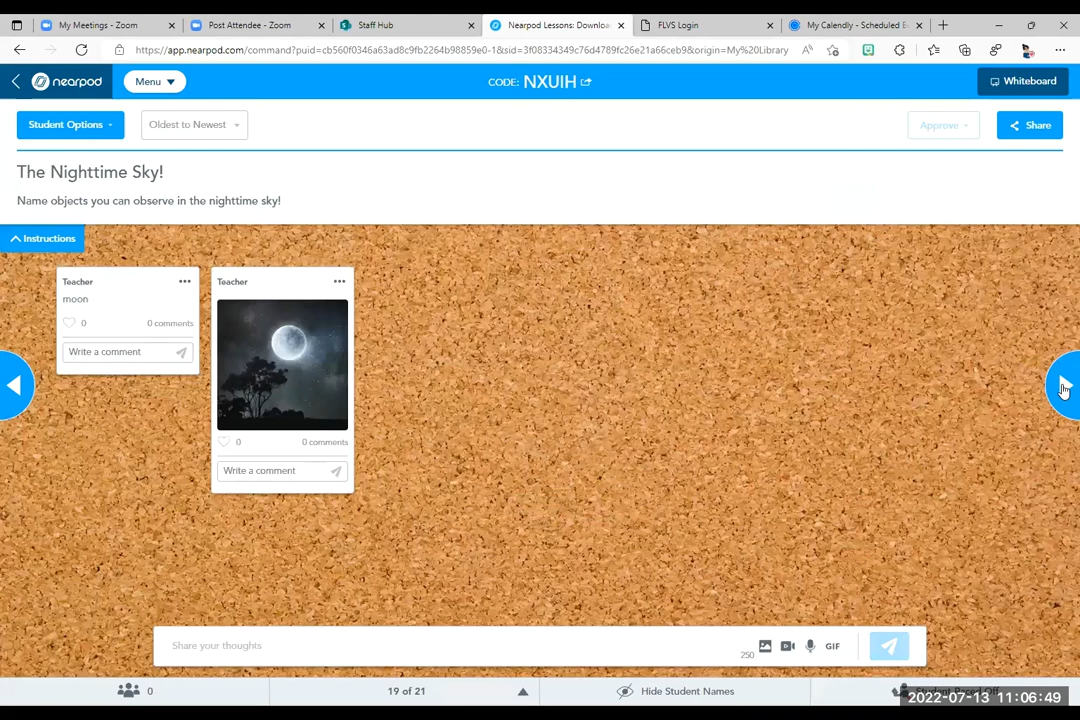 My Meetings - Zoom
Post Attendee - Zoom
Staff Hub
Nearpod Lessons: Downloa
FLVS Login
My Calendly - Scheduled E
https://app.nearpod.com/command?puid=cb560f0346a63ad8c9fb2264b98859e0-1&sid=3f08334349c76d4789fc26e21a66ceb9&origin=My%20Library
nearpod
Menu
CODE: NXUIH
Whiteboard
Student Options
Oldest to Newest
Approve
Share
The Nighttime Sky!
Name objects you can observe in the nighttime sky!
Instructions
Teacher
moon
0
0 comments
Write a comment
Teacher
0
0 comments
Write a comment
Share your thoughts
250
GIF
0
19 of 21
Hide Student Names
2022-07-13 11:06:49